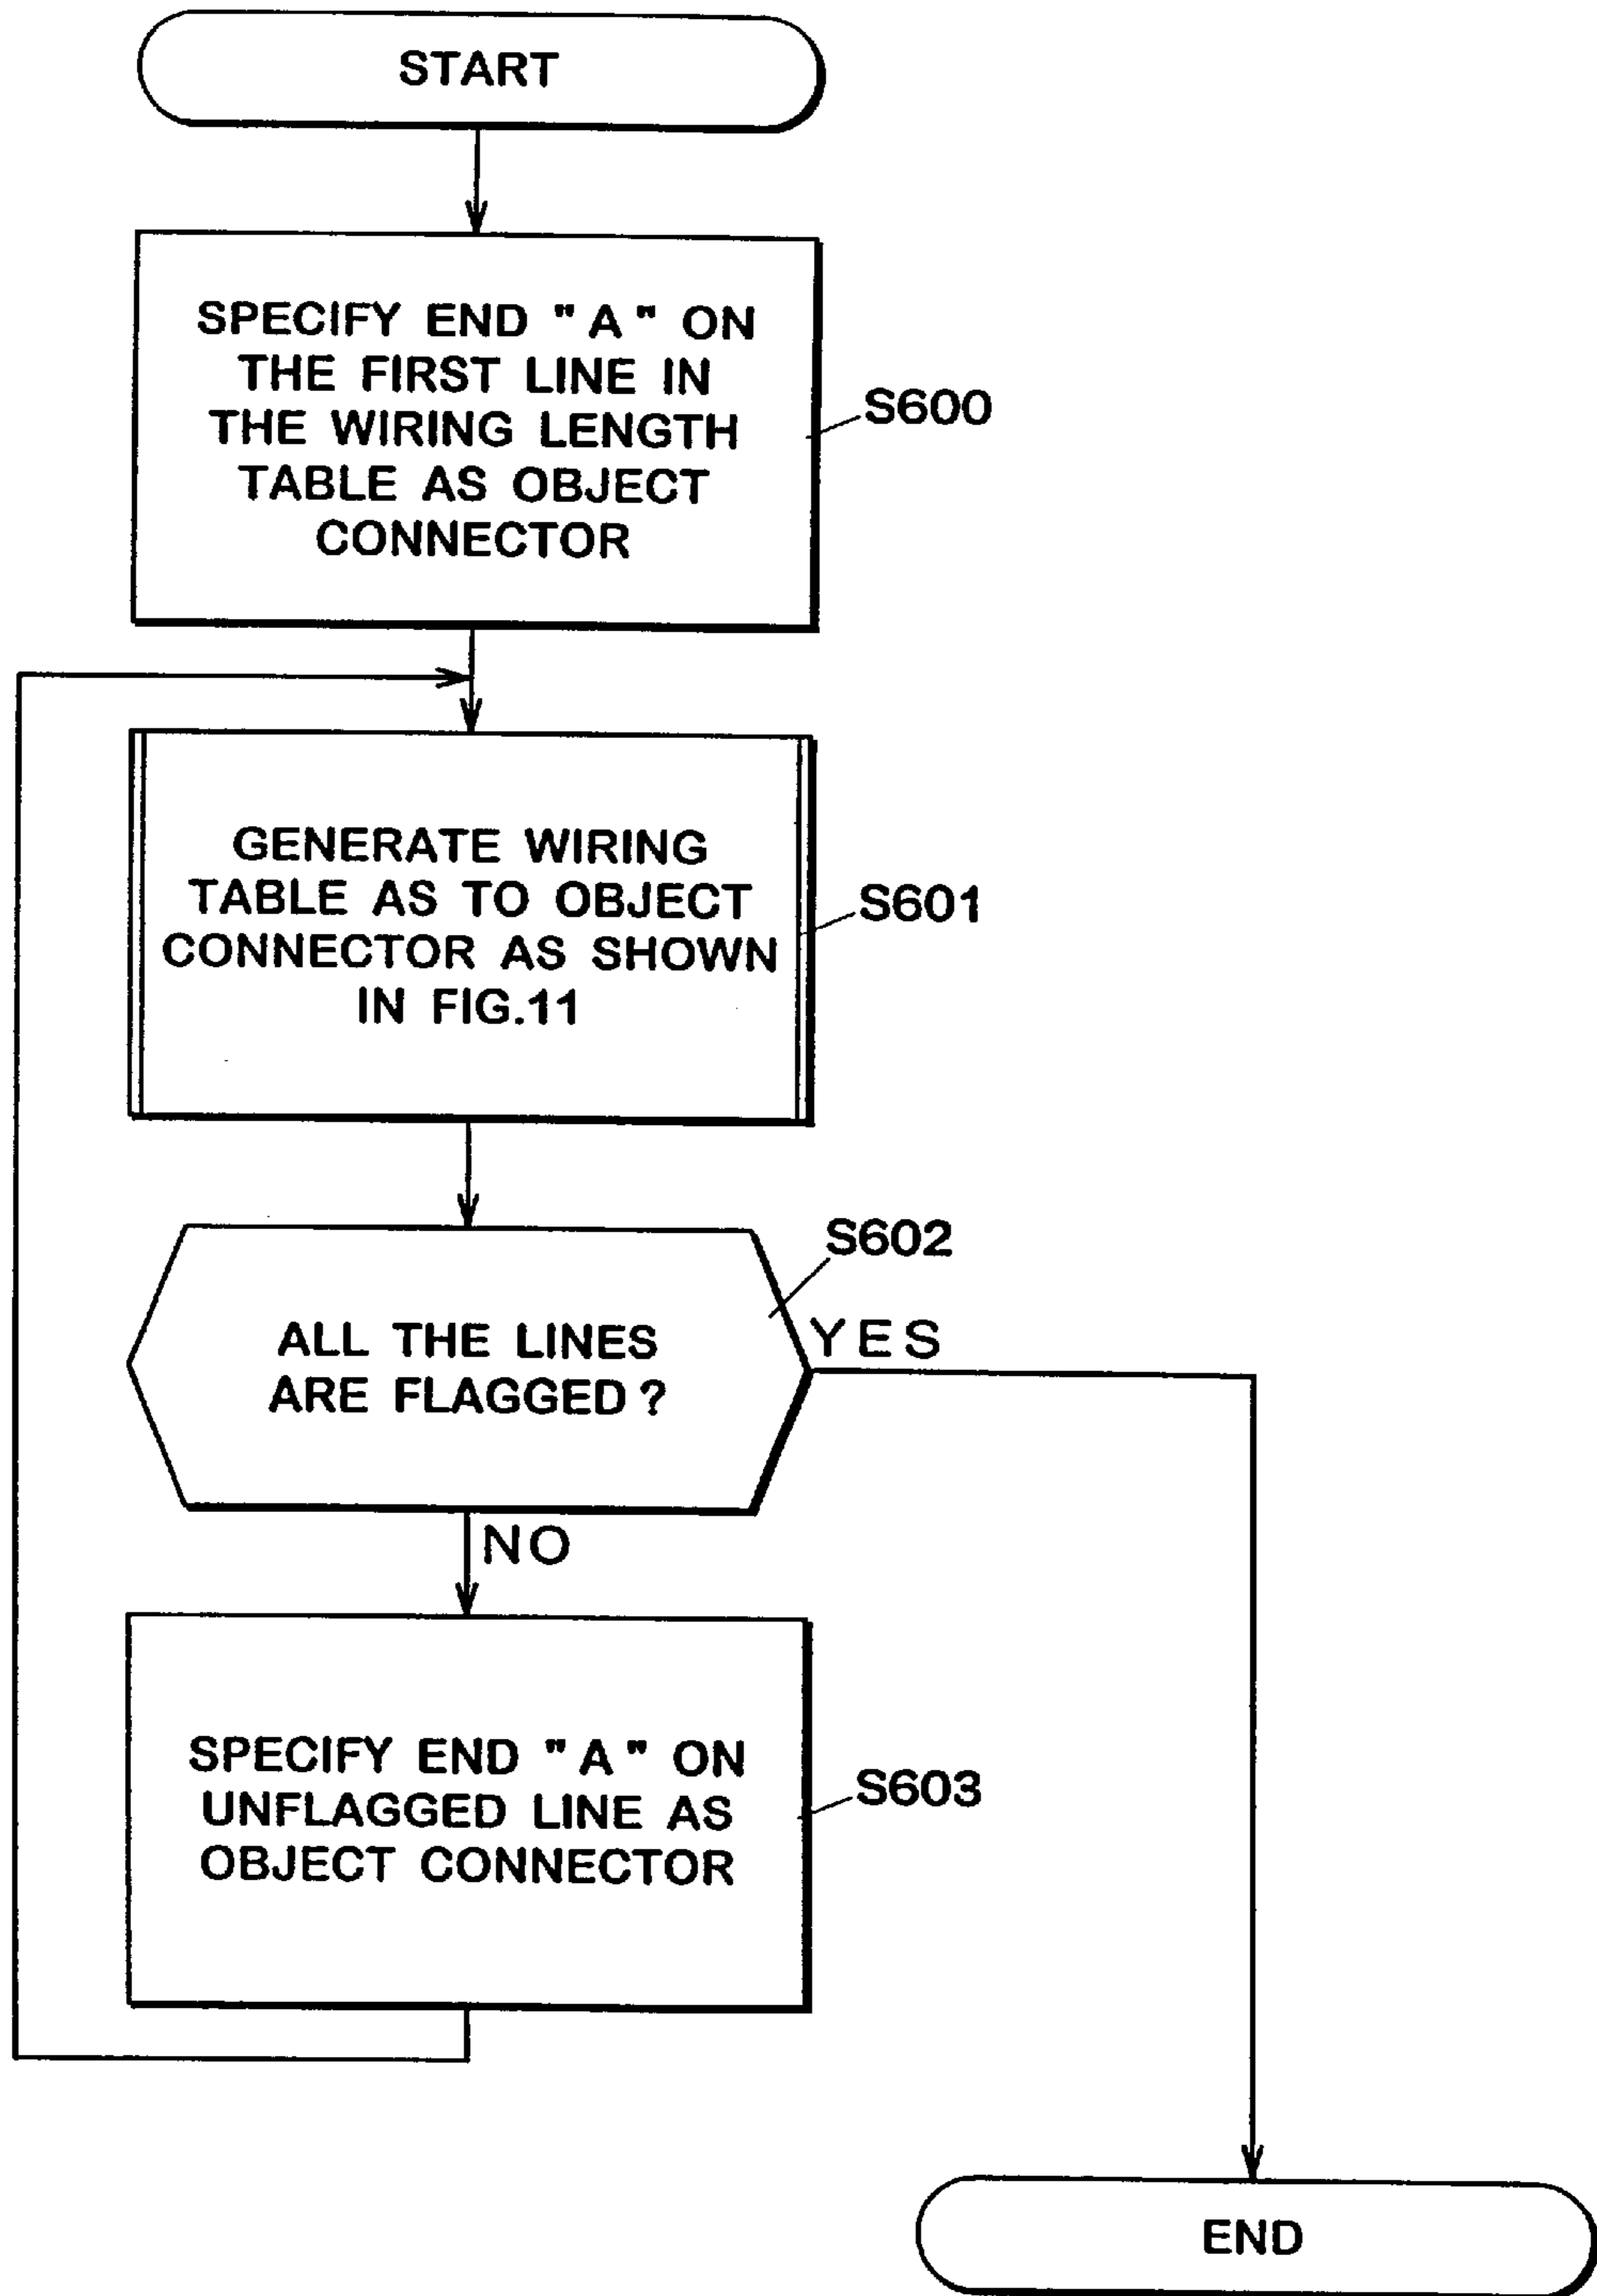 START
SPECIFY END "A" ON
THE FIRST LINE IN
THE WIRING LENGTH
TABLE AS OBJECT
CONNECTOR
S600
GENERATE WIRING
TABLE AS TO OBJECT
CONNECTOR AS SHOWN
IN FIG.11
S601
S602
ALL THE LINES
ARE FLAGGED?
YES
NO
SPECIFY END "A" ON
UNFLAGGED LINE AS
OBJECT CONNECTOR
S603
END